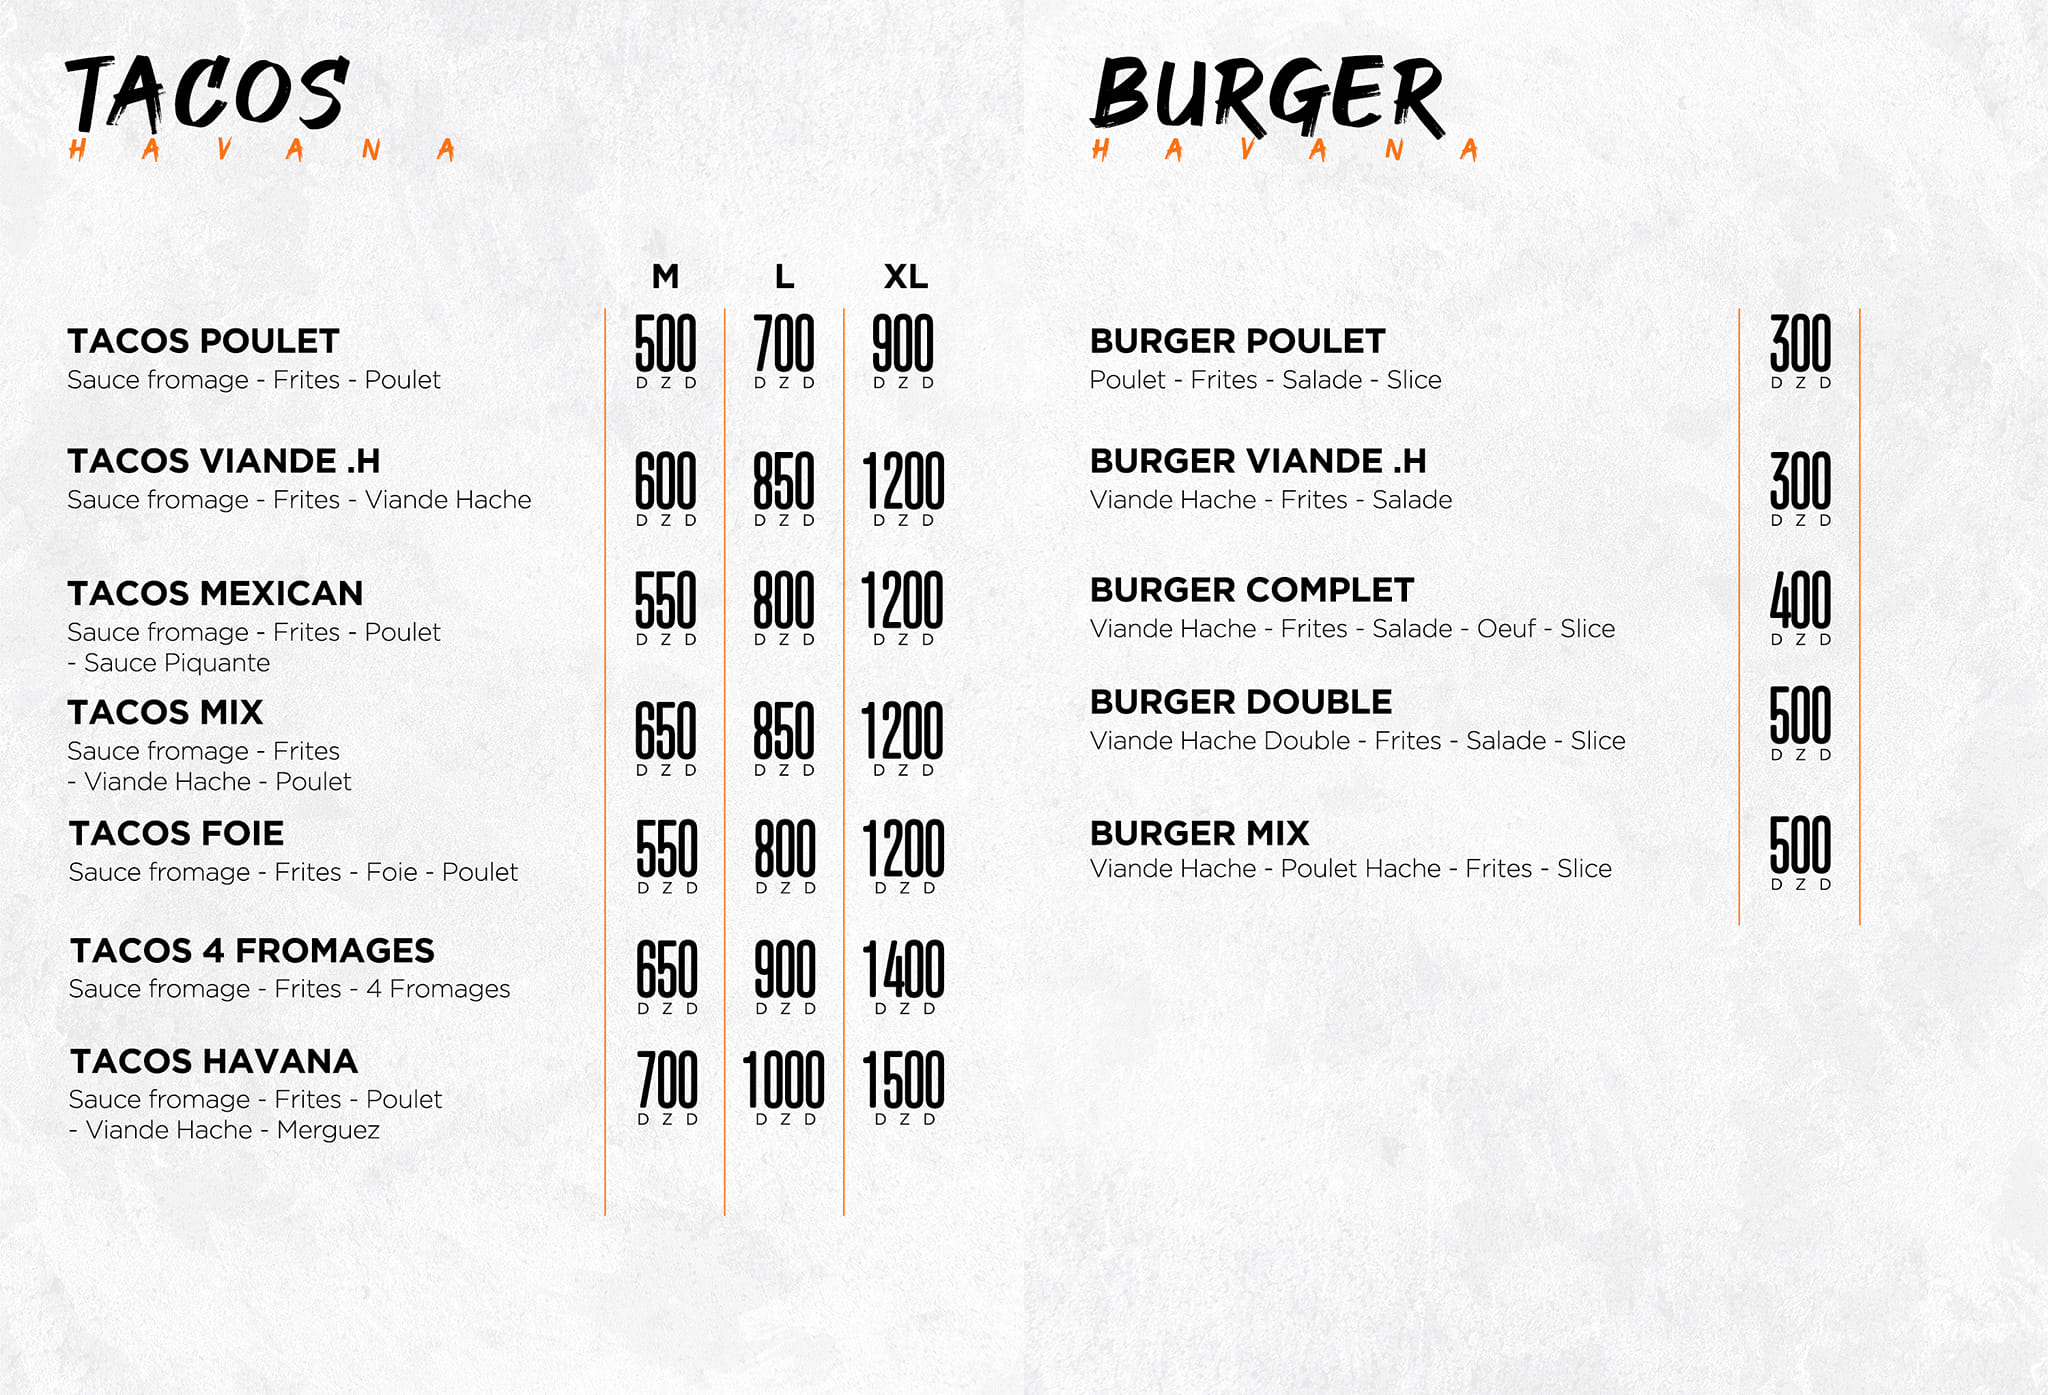 TACOS
HAVANA
M L XL
TACOS POULET
Sauce fromage - Frites - Poulet
500 700 900
DZD DZD DZD
TACOS VIANDE .H
Sauce fromage - Frites - Viande Hache
600 850 1200
DZD DZD DZD
TACOS MEXICAN
Sauce fromage - Frites - Poulet
- Sauce Piquante
550 800 1200
DZD DZD DZD
TACOS MIX
Sauce fromage - Frites
- Viande Hache - Poulet
650 850 1200
DZD DZD DZD
TACOS FOIE
Sauce fromage - Frites - Foie - Poulet
550 800 1200
DZD DZD DZD
TACOS 4 FROMAGES
Sauce fromage - Frites - 4 Fromages
650 900 1400
DZD DZD DZD
TACOS HAVANA
Sauce fromage - Frites - Poulet
- Viande Hache - Merguez
700 1000 1500
DZD DZD DZD
BURGER
HAVANA
BURGER POULET
Poulet - Frites - Salade - Slice
300
DZD
BURGER VIANDE .H
Viande Hache - Frites - Salade
300
DZD
BURGER COMPLET
Viande Hache - Frites - Salade - Oeuf - Slice
400
DZD
BURGER DOUBLE
Viande Hache Double - Frites - Salade - Slice
500
DZD
BURGER MIX
Viande Hache - Poulet Hache - Frites - Slice
500
DZD